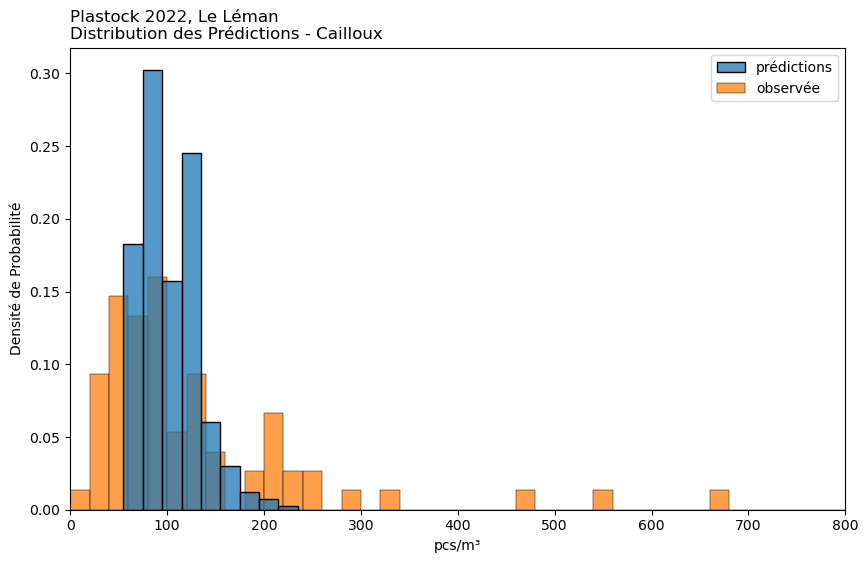 Plastock 2022, Le Léman
Distribution des Prédictions - Cailloux
prédictions
observée
Densité de Probabilité
0.30
0.25
0.20
0.15
0.10
0.05
0.00
0 100 200 300 400 500 600 700 800
pcs/m³